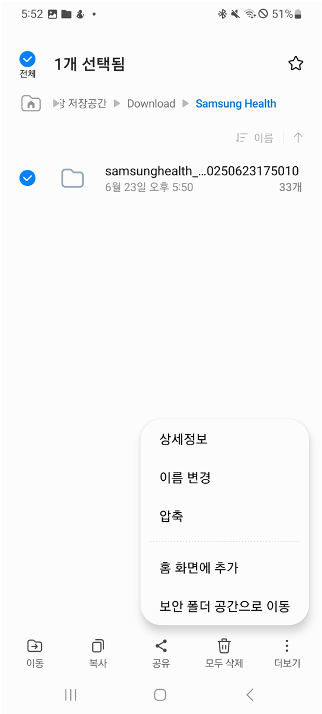 5:52 51%
전체
1개 선택됨
장 저장공간 Download Samsung Health
이름
samsunghealth_...0250623175010
6월 23일 오후 5:50 33개
상세정보
이름 변경
압축
홈 화면에 추가
보안 폴더 공간으로 이동
이동 복사 공유 모두 삭제 더보기